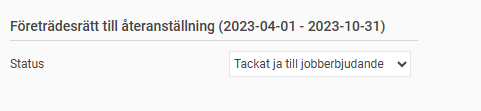 Företrädesrätt till återanställning (2023-04-01 - 2023-10-31)
Status Tackat ja till jobberbjudande